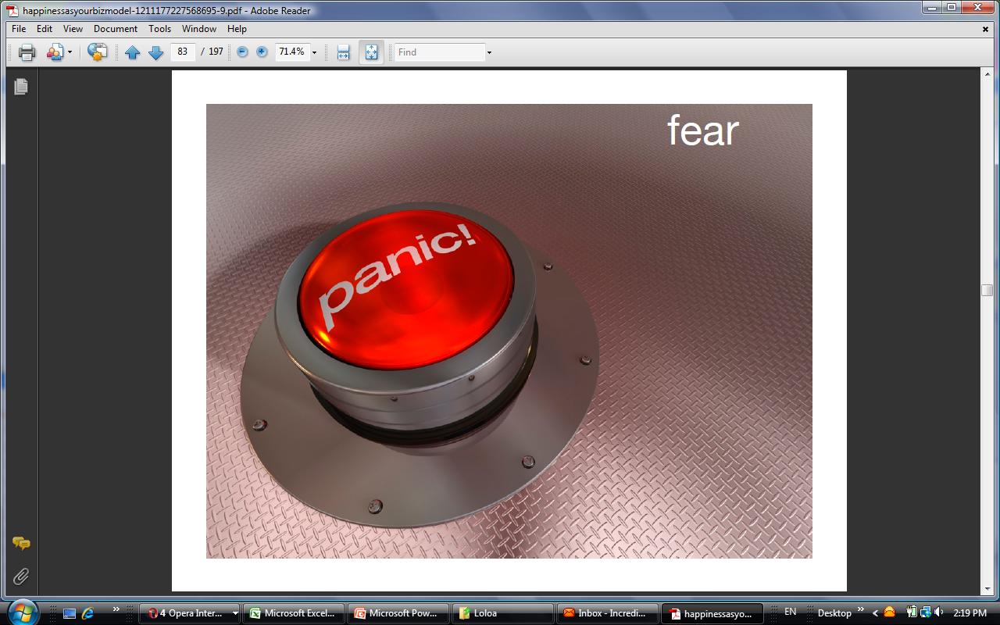 happinessasyourbizmodel-1211177227568695-9.pdf - Adobe Reader
File Edit View Document Tools Window Help
83 / 197 71.4% Find
fear
panic!
4 Opera Inter... Microsoft Excel... Microsoft Pow... Loloa Inbox - Incredi... happinessasyo... EN Desktop 2:19 PM